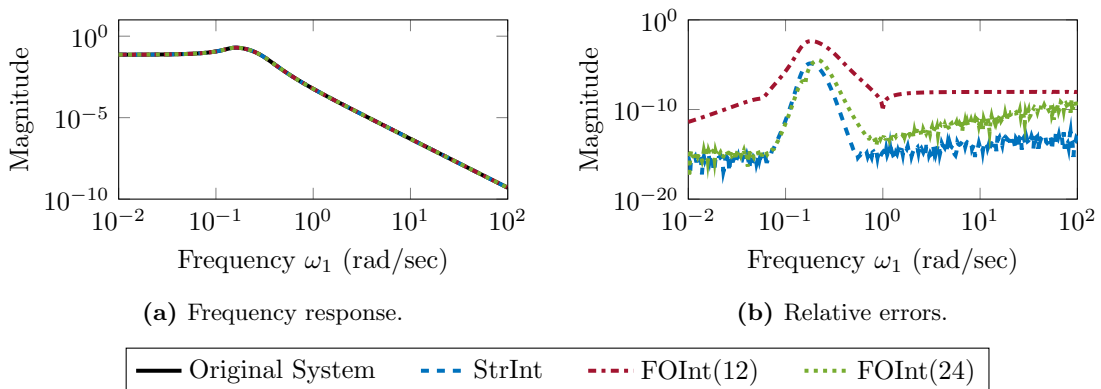 10^0
10^−5
10^−10
Magnitude
10^−2 10^−1 10^0 10^1 10^2
Frequency ω₁ (rad/sec)
(a) Frequency response.
10^0
10^−10
10^−20
Magnitude
10^−2 10^−1 10^0 10^1 10^2
Frequency ω₁ (rad/sec)
(b) Relative errors.
Original System StrInt FOInt(12) FOInt(24)